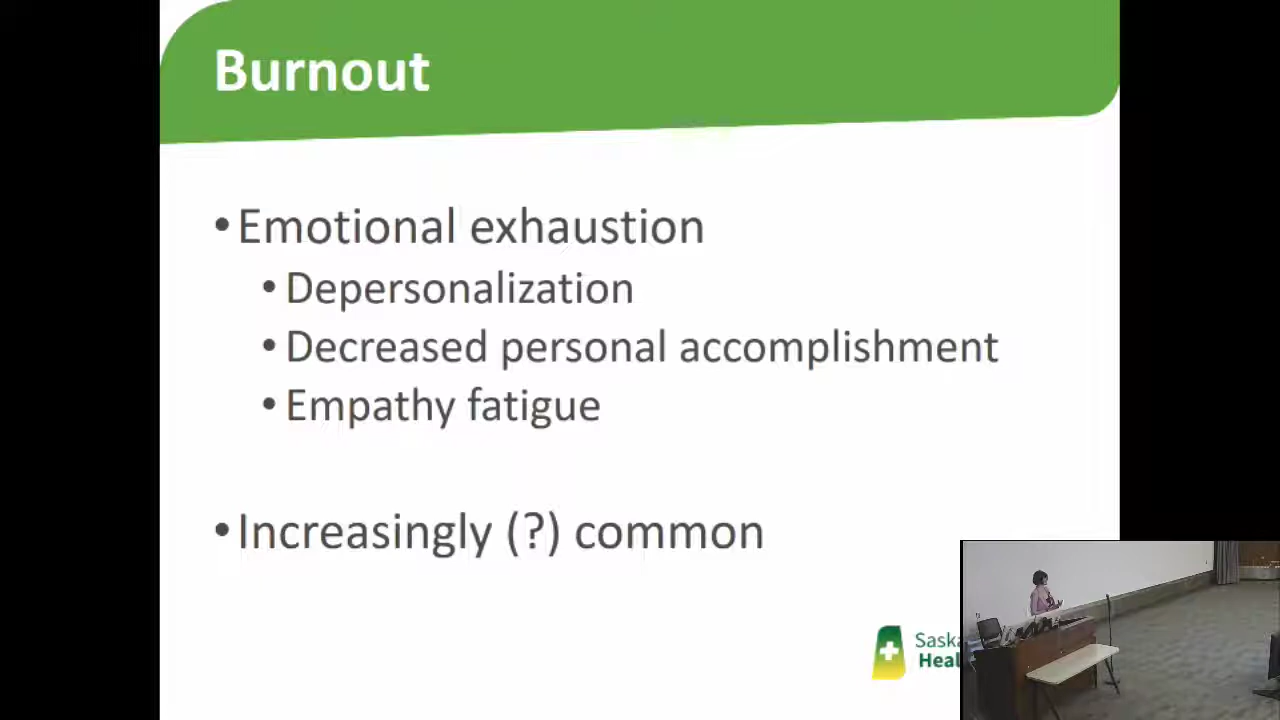 Burnout
•Emotional exhaustion
•Depersonalization
•Decreased personal accomplishment
•Empathy fatigue
•Increasingly (?) common